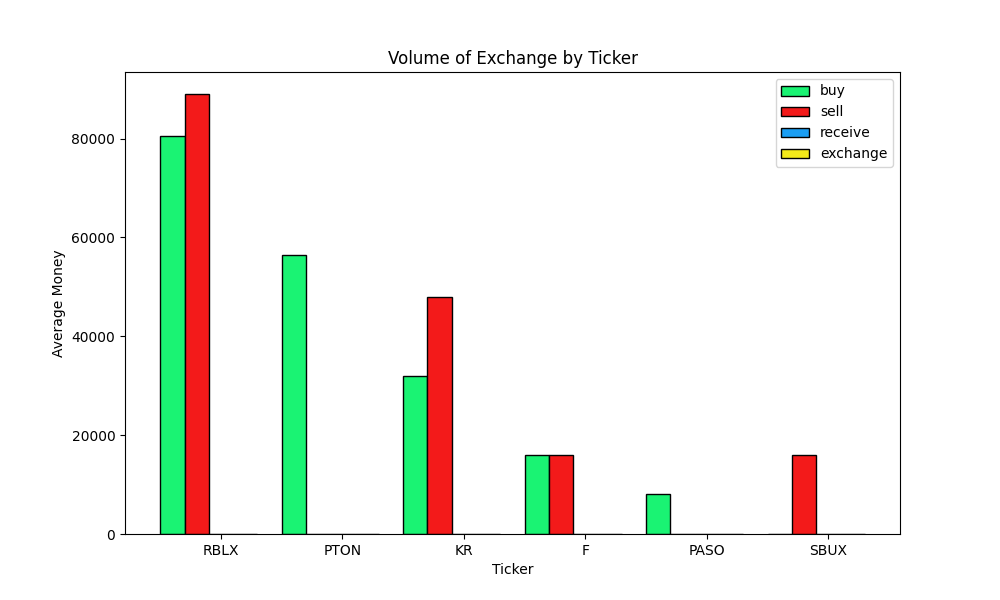 Volume of Exchange by Ticker
buy
sell
receive
exchange
80000
60000
40000
20000
0
Average Money
RBLX PTON KR F PASO SBUX
Ticker